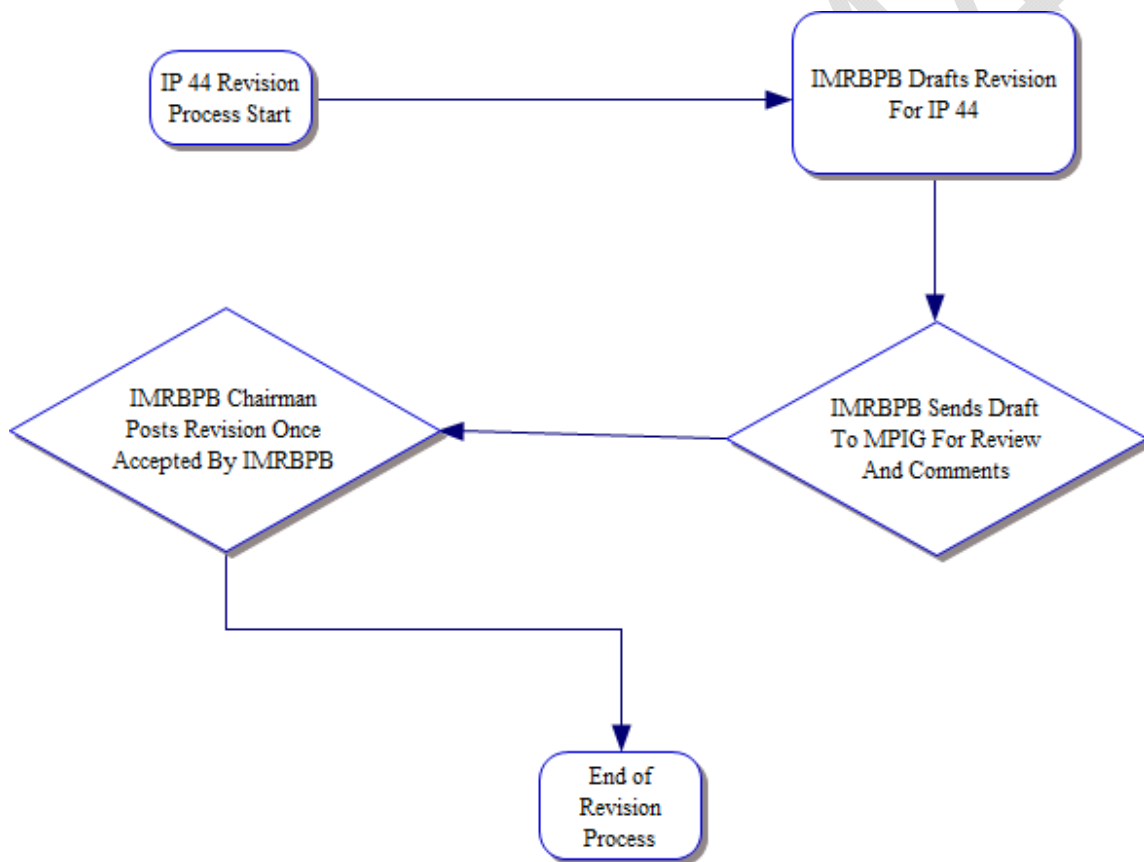 IP 44 Revision
Process Start
IMRBPB Drafts Revision
For IP 44
IMRBPB Sends Draft
To MPIG For Review
And Comments
IMRBPB Chairman
Posts Revision Once
Accepted By IMRBPB
End of
Revision
Process